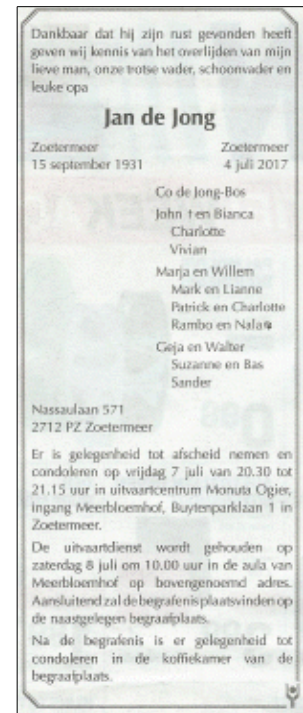 Dankbaar dat hij zijn rust gevonden heeft
geven wij kennis van het overlijden van mijn
lieve man, onze trotse vader, schoonvader en
leuke opa
Jan de Jong
Zoetermeer Zoetermeer
15 september 1931 4 juli 2017
Co de Jong-Bos
John † en Bianca
Charlotte
Vivian
Marja en Willem
Mark en Lianne
Patrick en Charlotte
Rambo en Nala
Geja en Walter
Suzanne en Bas
Sander
Nassaulaan 571
2712 PZ Zoetermeer
Er is gelegenheid tot afscheid nemen en
condoleren op vrijdag 7 juli van 20.30 tot
21.15 uur in uitvaartcentrum Monuta Ogier,
ingang Meerbloemhof, Buytenparklaan 1 in
Zoetermeer.
De uitvaartdienst wordt gehouden op
zaterdag 8 juli om 10.00 uur in de aula van
Meerbloemhof op bovengenoemd adres.
Aansluitend zal de begrafenis plaatsvinden op
de naastgelegen begraafplaats.
Na de begrafenis is er gelegenheid tot
condoleren in de koffiekamer van de
begraafplaats.